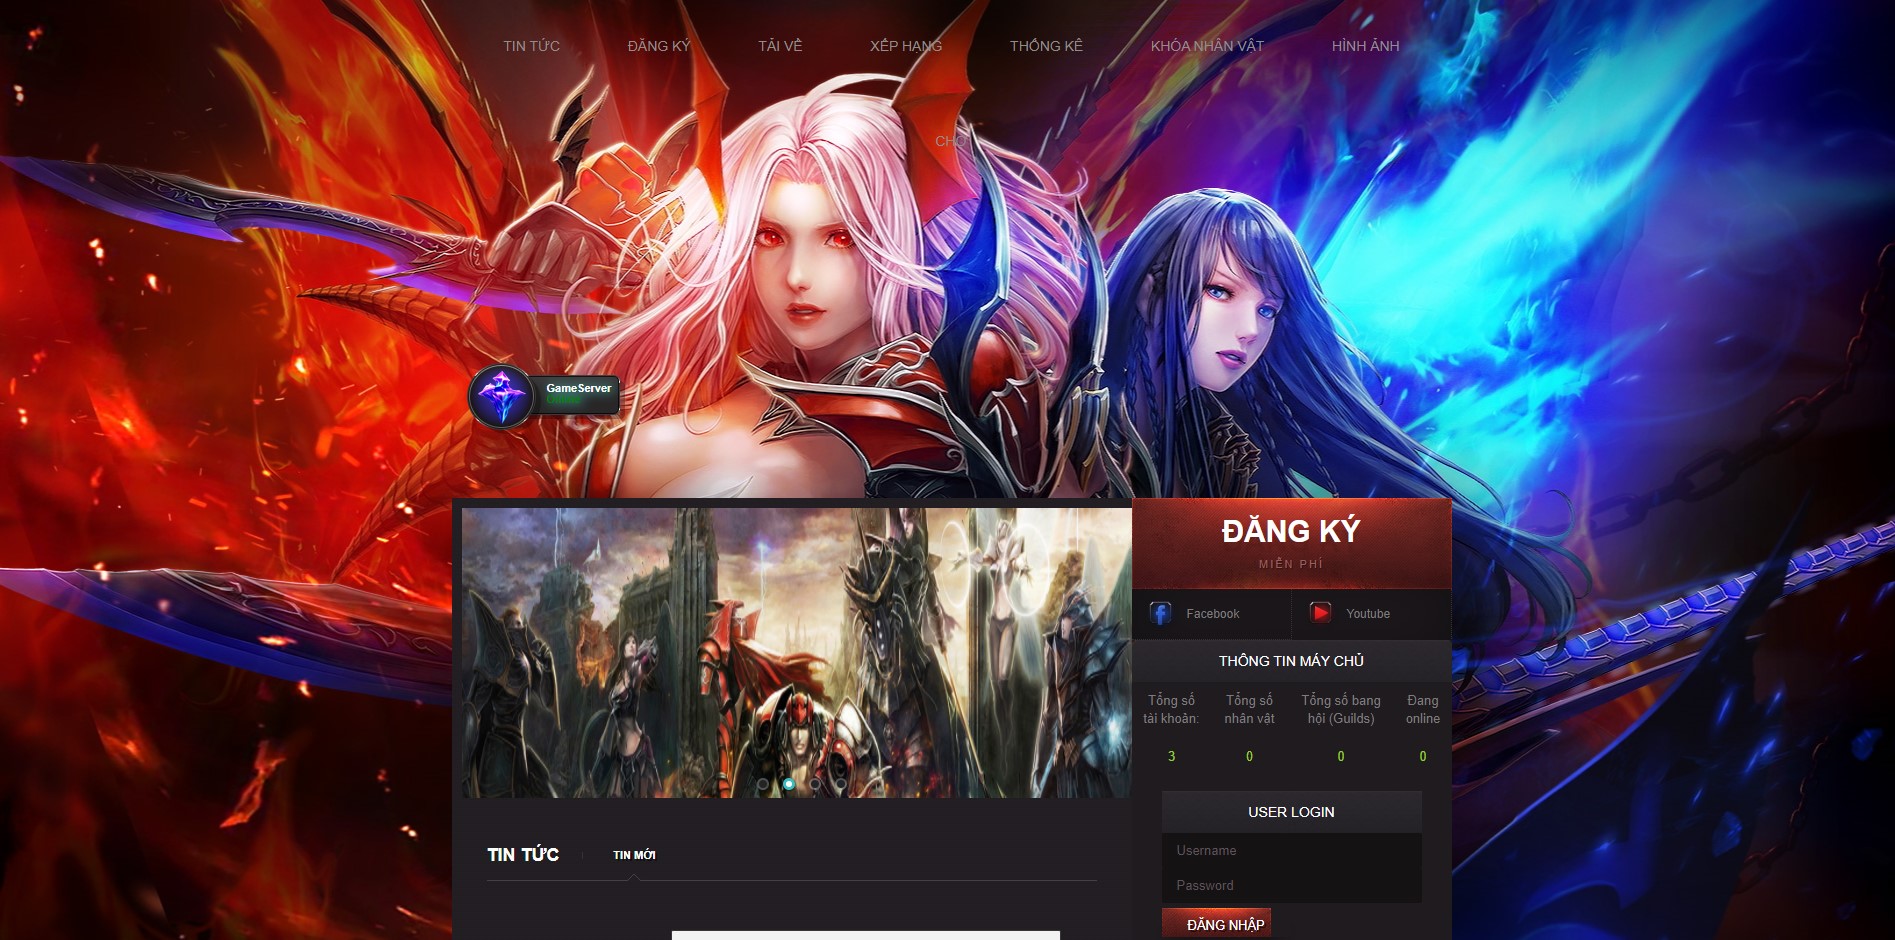 TIN TỨC
ĐĂNG KÝ
TẢI VỀ
XẾP HẠNG
THỐNG KÊ
KHÓA NHÂN VẬT
HÌNH ẢNH
CHỢ
GameServer
ĐĂNG KÝ
MIỄN PHÍ
Facebook
Youtube
THÔNG TIN MÁY CHỦ
Tổng số tài khoản:
Tổng số nhân vật
Tổng số bang hội (Guilds)
Đang online
3
0
0
0
USER LOGIN
Username
Password
ĐĂNG NHẬP
TIN TỨC
TIN MỚI